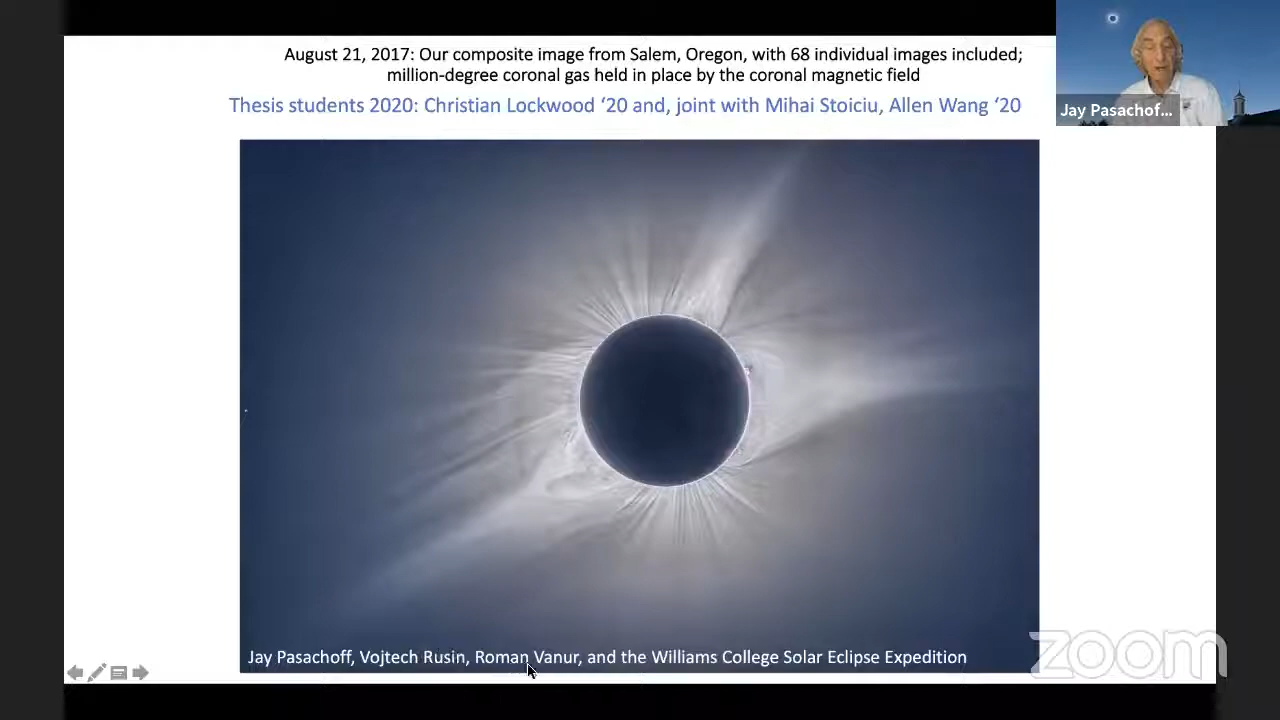 August 21, 2017: Our composite image from Salem, Oregon, with 68 individual images included;
million-degree coronal gas held in place by the coronal magnetic field
Thesis students 2020: Christian Lockwood ‘20 and, joint with Mihai Stoiciu, Allen Wang ‘20
Jay Pasachof...
Jay Pasachoff, Vojtech Rusin, Roman Vanur, and the Williams College Solar Eclipse Expedition
zoom